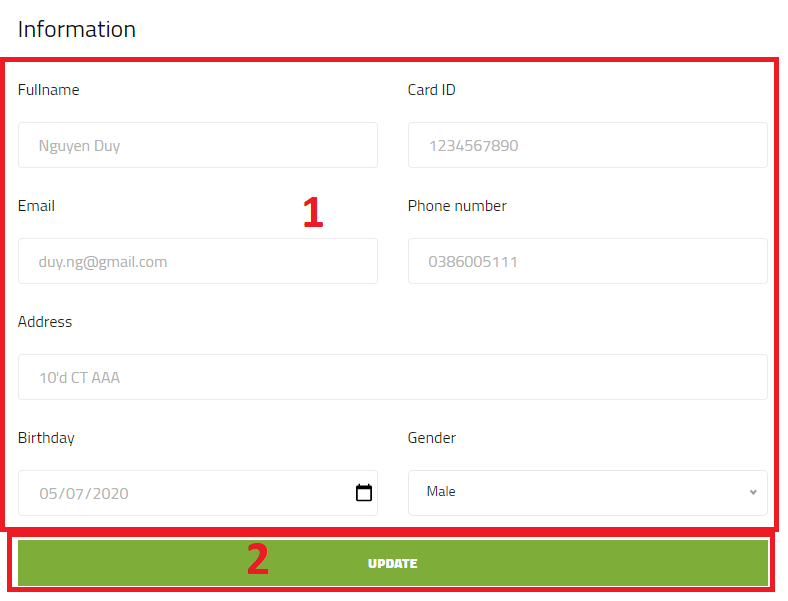 Information
Fullname
Card ID
Nguyen Duy
1234567890
Email
1
Phone number
duy.ng@gmail.com
0386005111
Address
10'd CT AAA
Birthday
Gender
05/07/2020
Male
2
UPDATE